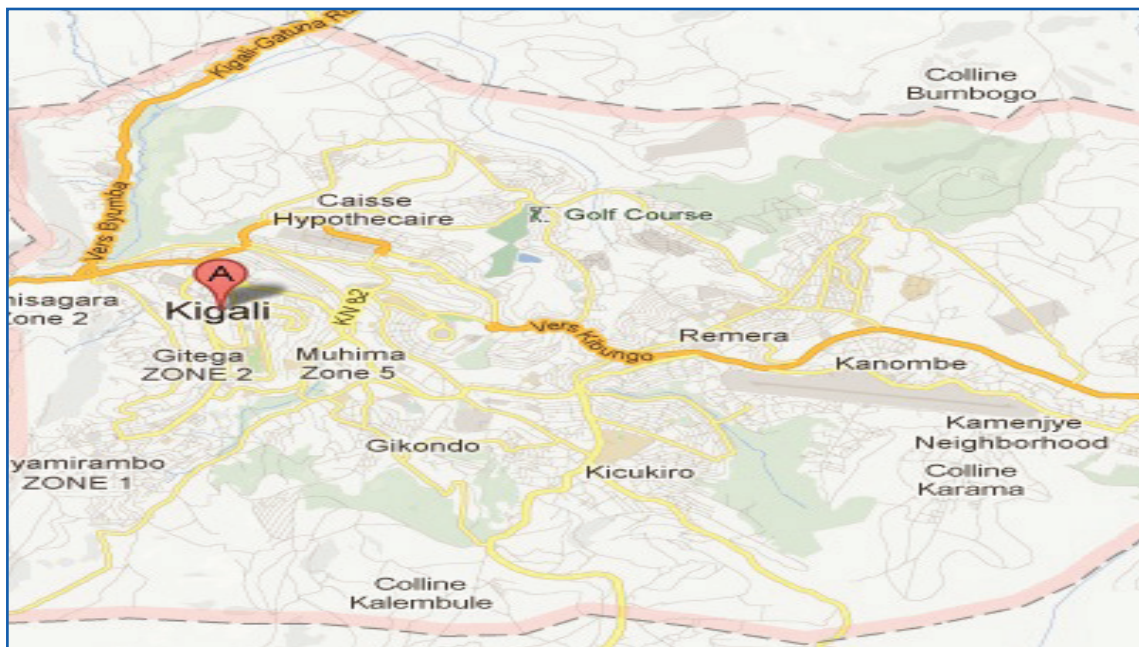 Kigali-Gatuna R
Colline
Bumbogo
Vers Byumba
Caisse
Hypothecaire
Golf Course
A
Kigali
nisagara
Zone 2
KN 82
Vers Kibungo
Remera
Gitega
ZONE 2
Muhima
Zone 5
Kanombe
Kamenjye
Neighborhood
Gikondo
Kicukiro
yamirambo
ZONE 1
Colline
Karama
Colline
Kalembule